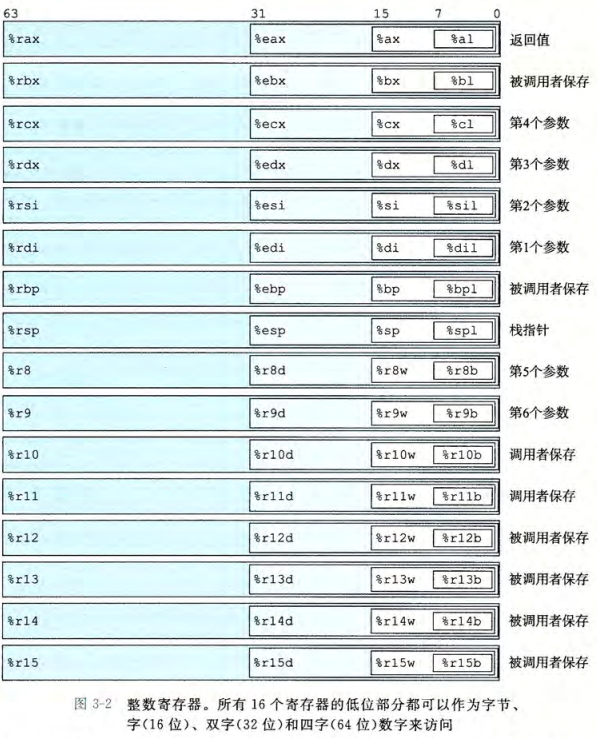 63 31 15 7 0
%rax %eax %ax %al 返回值
%rbx %ebx %bx %bl 被调用者保存
%rcx %ecx %cx %cl 第4个参数
%rdx %edx %dx %dl 第3个参数
%rsi %esi %si %sil 第2个参数
%rdi %edi %di %dil 第1个参数
%rbp %ebp %bp %bpl 被调用者保存
%rsp %esp %sp %spl 栈指针
%r8 %r8d %r8w %r8b 第5个参数
%r9 %r9d %r9w %r9b 第6个参数
%r10 %r10d %r10w %r10b 调用者保存
%r11 %r11d %r11w %r11b 调用者保存
%r12 %r12d %r12w %r12b 被调用者保存
%r13 %r13d %r13w %r13b 被调用者保存
%r14 %r14d %r14w %r14b 被调用者保存
%r15 %r15d %r15w %r15b 被调用者保存
图 3-2 整数寄存器。所有 16 个寄存器的低位部分都可以作为字节、
字(16 位)、双字(32 位)和四字(64 位)数字来访问